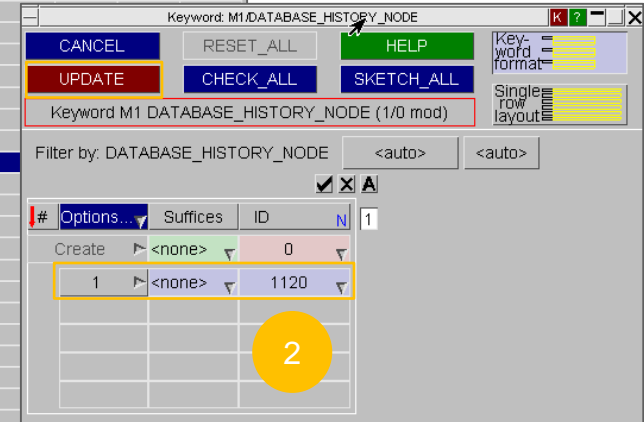 Keyword: M1/DATABASE_HISTORY_NODE K ? X
CANCEL RESET_ALL HELP Key-
word
format
UPDATE CHECK_ALL SKETCH_ALL Single
row
layout
Keyword M1 DATABASE_HISTORY_NODE (1/0 mod)
Filter by: DATABASE_HISTORY_NODE <auto> <auto>
A
# Options... Suffices ID N 1
Create <none> 0
1 <none> 1120
2